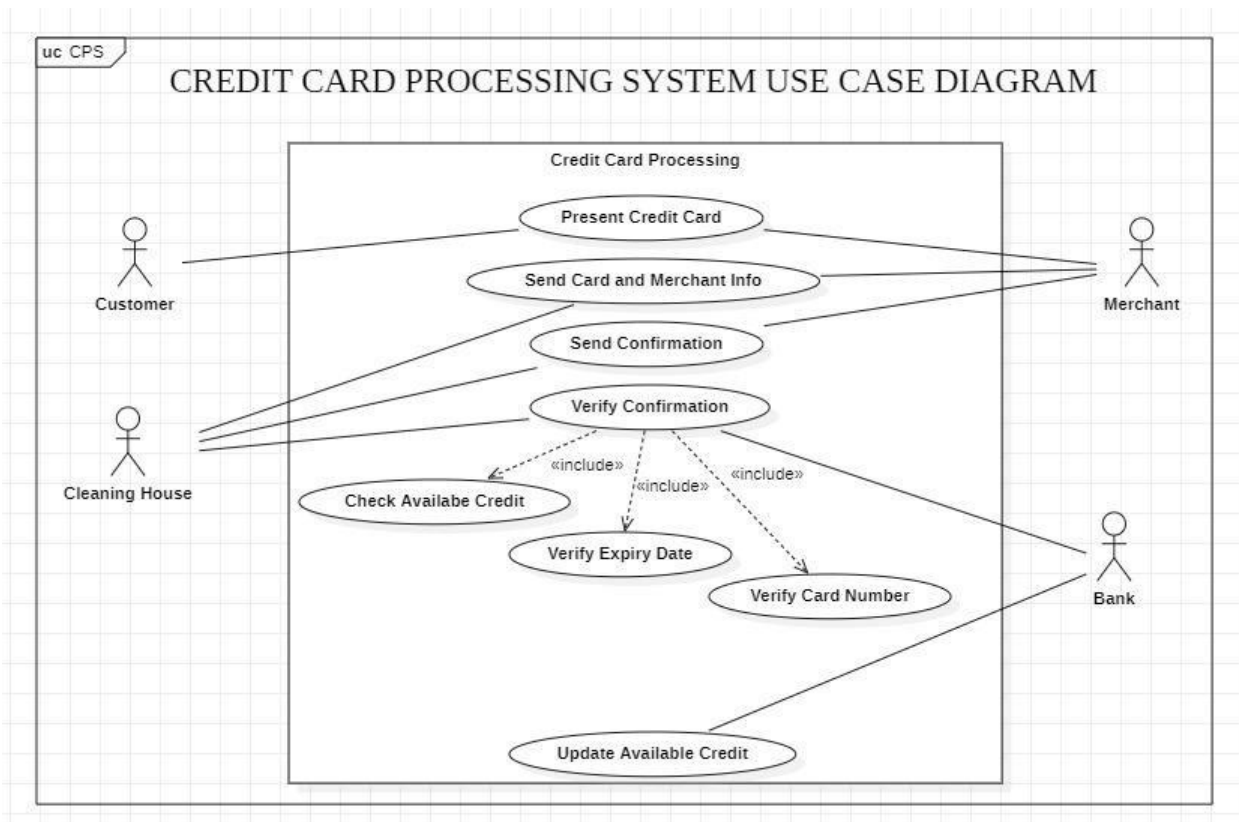 uc CPS
CREDIT CARD PROCESSING SYSTEM USE CASE DIAGRAM
Credit Card Processing
Present Credit Card
Send Card and Merchant Info
Customer
Merchant
Send Confirmation
Verify Confirmation
«include»
«include»
«include»
Cleaning House
Check Availabe Credit
Verify Expiry Date
Verify Card Number
Bank
Update Available Credit